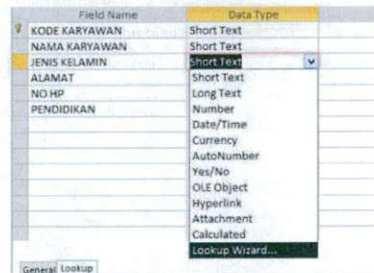 Field Name Data Type
KODE KARYAWAN Short Text
NAMA KARYAWAN Short Text
JENIS KELAMIN Short Text
ALAMAT Short Text
NO HP Long Text
PENDIDIKAN Number
Date/Time
Currency
AutoNumber
Yes/No
OLE Object
Hyperlink
Attachment
Calculated
Lookup Wizard...
General Lookup